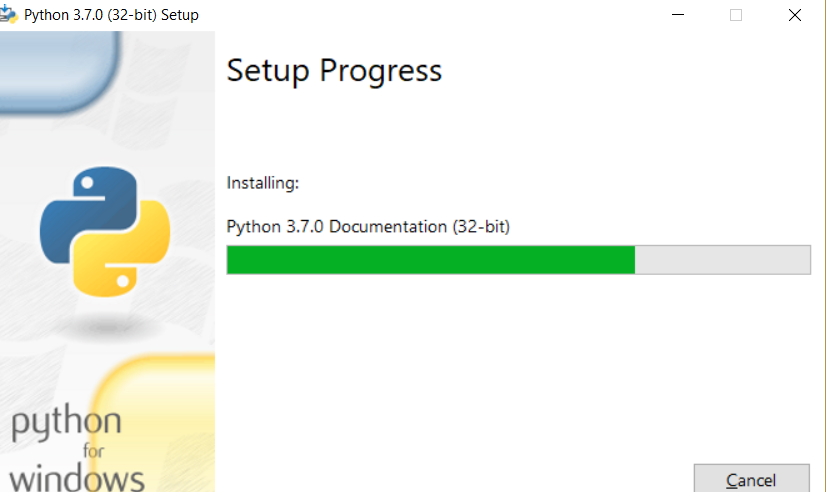 Python 3.7.0 (32-bit) Setup
Setup Progress
Installing:
Python 3.7.0 Documentation (32-bit)
python
for
windows
Cancel